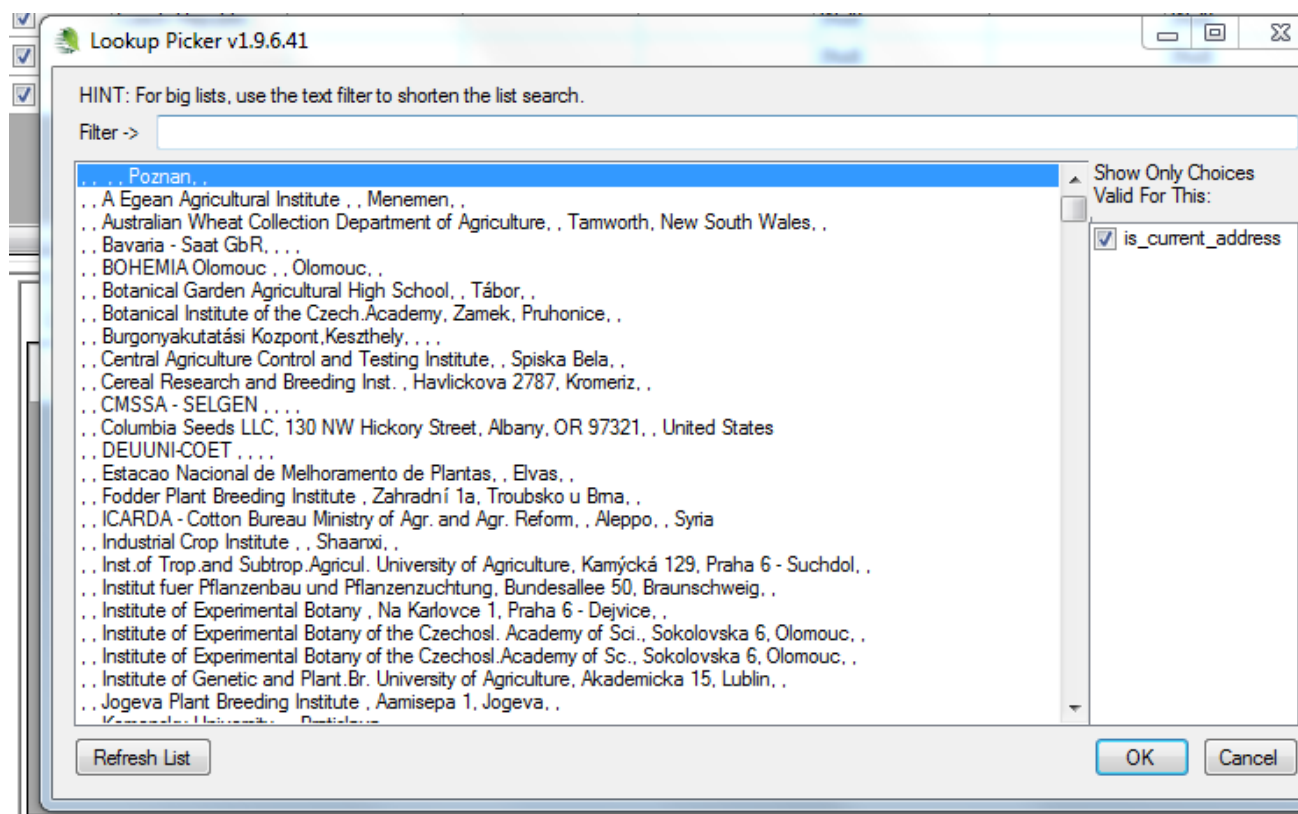 Lookup Picker v1.9.6.41
HINT: For big lists, use the text filter to shorten the list search.
Filter ->
, , , , Poznan, ,
, , A Egean Agricultural Institute , , Menemen, ,
, , Australian Wheat Collection Department of Agriculture, , Tamworth, New South Wales, ,
, , Bavaria - Saat GbR, , , ,
, , BOHEMIA Olomouc , , Olomouc, ,
, , Botanical Garden Agricultural High School, , Tábor, ,
, , Botanical Institute of the Czech.Academy, Zamek, Pruhonice, ,
, , Burgonyakutatási Kozpont,Keszthely, , , ,
, , Central Agriculture Control and Testing Institute, , Spiska Bela, ,
, , Cereal Research and Breeding Inst. , Havlickova 2787, Kromeriz, ,
, , CMSSA - SELGEN , , , ,
, , Columbia Seeds LLC, 130 NW Hickory Street, Albany, OR 97321, , United States
, , DEUUNI-COET , , , ,
, , Estacao Nacional de Melhoramento de Plantas, , Elvas, ,
, , Fodder Plant Breeding Institute , Zahradní 1a, Troubsko u Brna, ,
, , ICARDA - Cotton Bureau Ministry of Agr. and Agr. Reform, , Aleppo, , Syria
, , Industrial Crop Institute , , Shaanxi, ,
, , Inst.of Trop.and Subtrop.Agricul. University of Agriculture, Kamýcká 129, Praha 6 - Suchdol, ,
, , Institut fuer Pflanzenbau und Pflanzenzuchtung, Bundesallee 50, Braunschweig, ,
, , Institute of Experimental Botany , Na Karlovce 1, Praha 6 - Dejvice, ,
, , Institute of Experimental Botany of the Czechosl. Academy of Sci., Sokolovska 6, Olomouc, ,
, , Institute of Experimental Botany of the Czechosl.Academy of Sc., Sokolovska 6, Olomouc, ,
, , Institute of Genetic and Plant.Br. University of Agriculture, Akademicka 15, Lublin, ,
, , Jogeva Plant Breeding Institute , Aamisepa 1, Jogeva, ,
Show Only Choices
Valid For This:
is_current_address
Refresh List
OK
Cancel